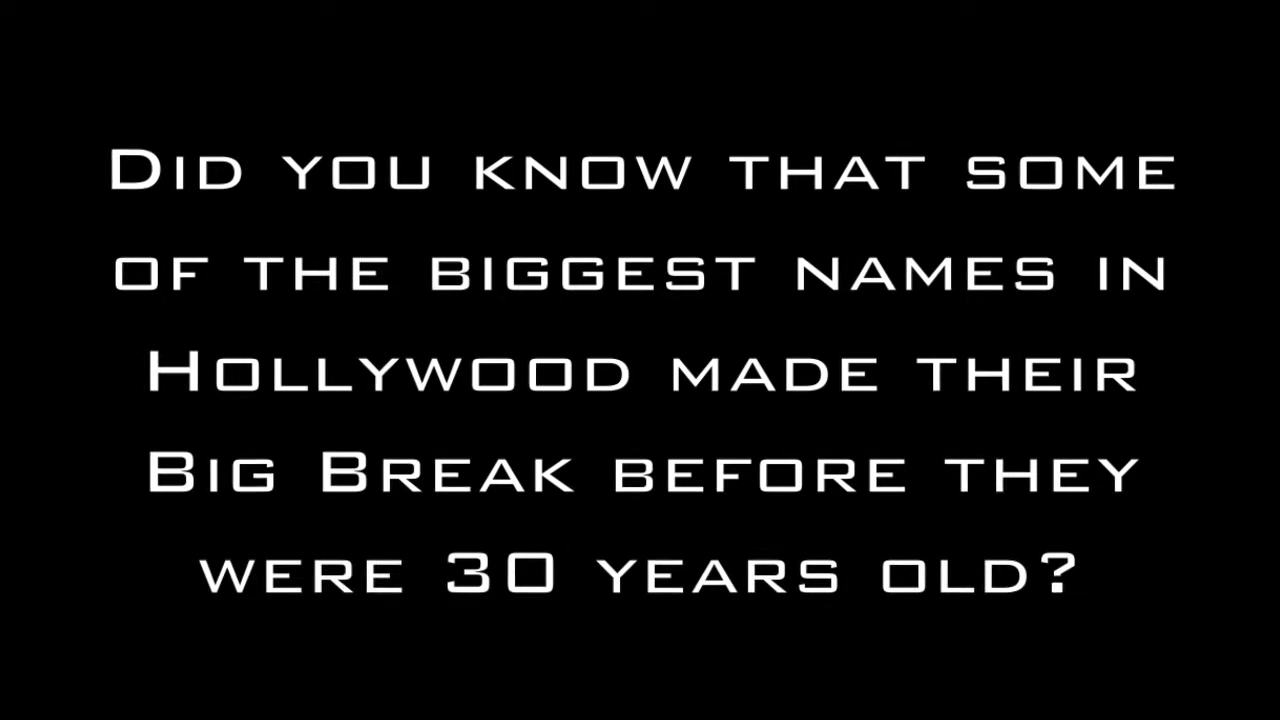 Did you know that some
of the biggest names in
Hollywood made their
Big Break before they
were 30 years old?